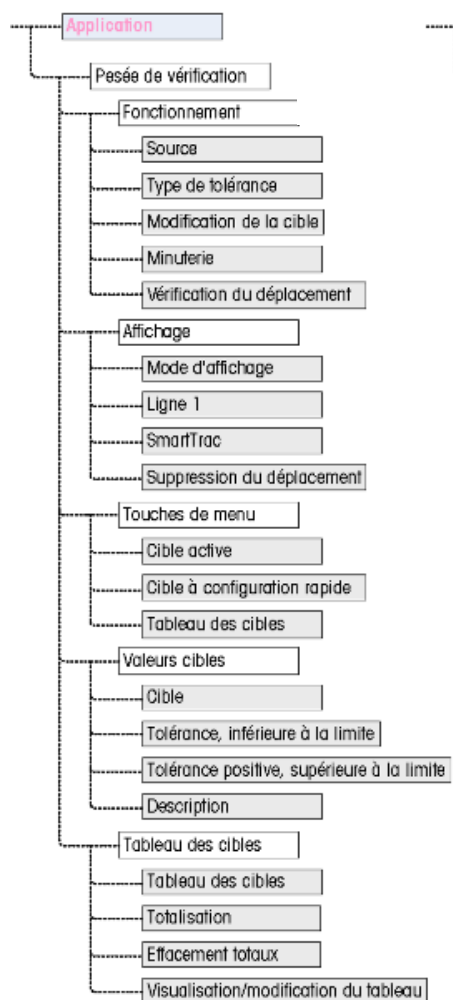 Application
Pesée de vérification
Fonctionnement
Source
Type de tolérance
Modification de la cible
Minuterie
Vérification du déplacement
Affichage
Mode d'affichage
Ligne 1
SmartTrac
Suppression du déplacement
Touches de menu
Cible active
Cible à configuration rapide
Tableau des cibles
Valeurs cibles
Cible
Tolérance, inférieure à la limite
Tolérance positive, supérieure à la limite
Description
Tableau des cibles
Tableau des cibles
Totalisation
Effacement totaux
Visualisation/modification du tableau